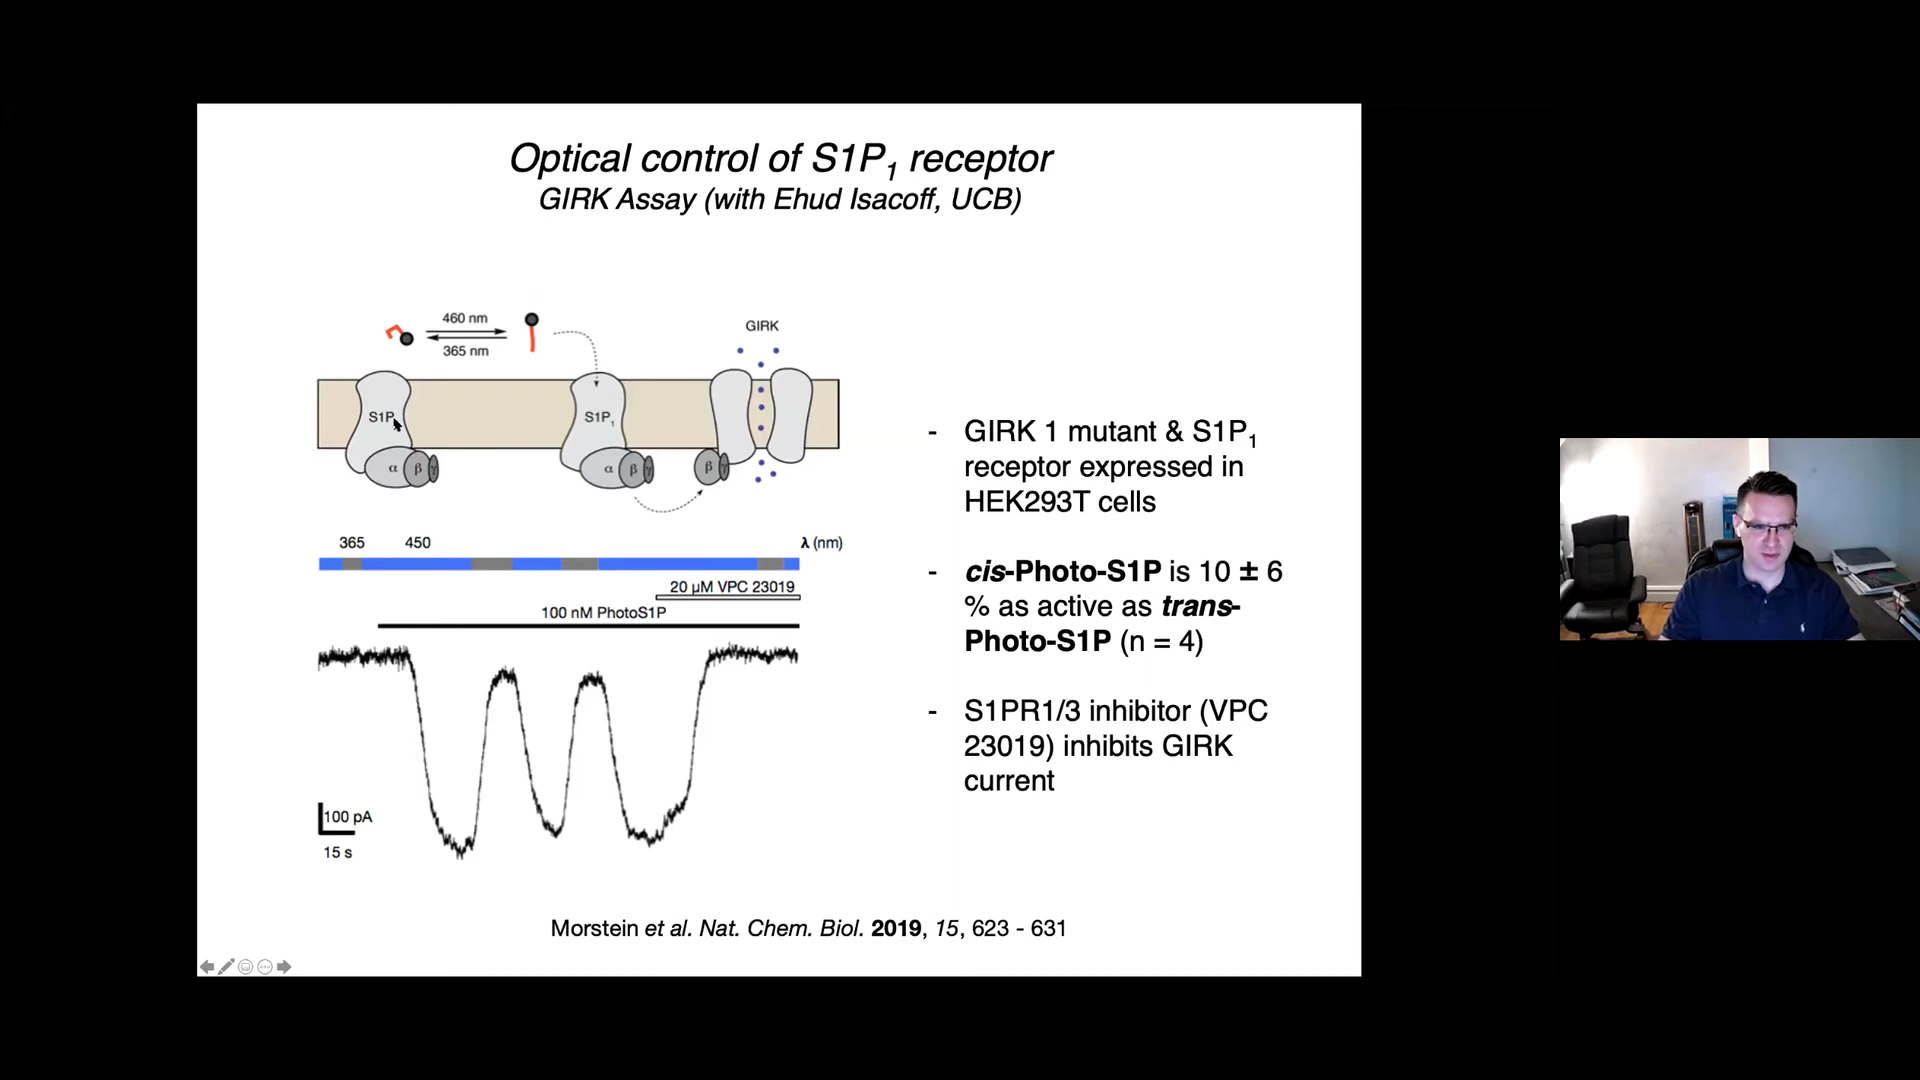 Optical control of S1P1 receptor
GIRK Assay (with Ehud Isacoff, UCB)
460 nm
365 nm
GIRK
S1P
S1P1
α β γ
α β γ
β γ
365 450 λ (nm)
20 µM VPC 23019
100 nM PhotoS1P
100 pA
15 s
- GIRK 1 mutant & S1P1
receptor expressed in
HEK293T cells
- cis-Photo-S1P is 10 ± 6
% as active as trans-
Photo-S1P (n = 4)
- S1PR1/3 inhibitor (VPC
23019) inhibits GIRK
current
Morstein et al. Nat. Chem. Biol. 2019, 15, 623 - 631